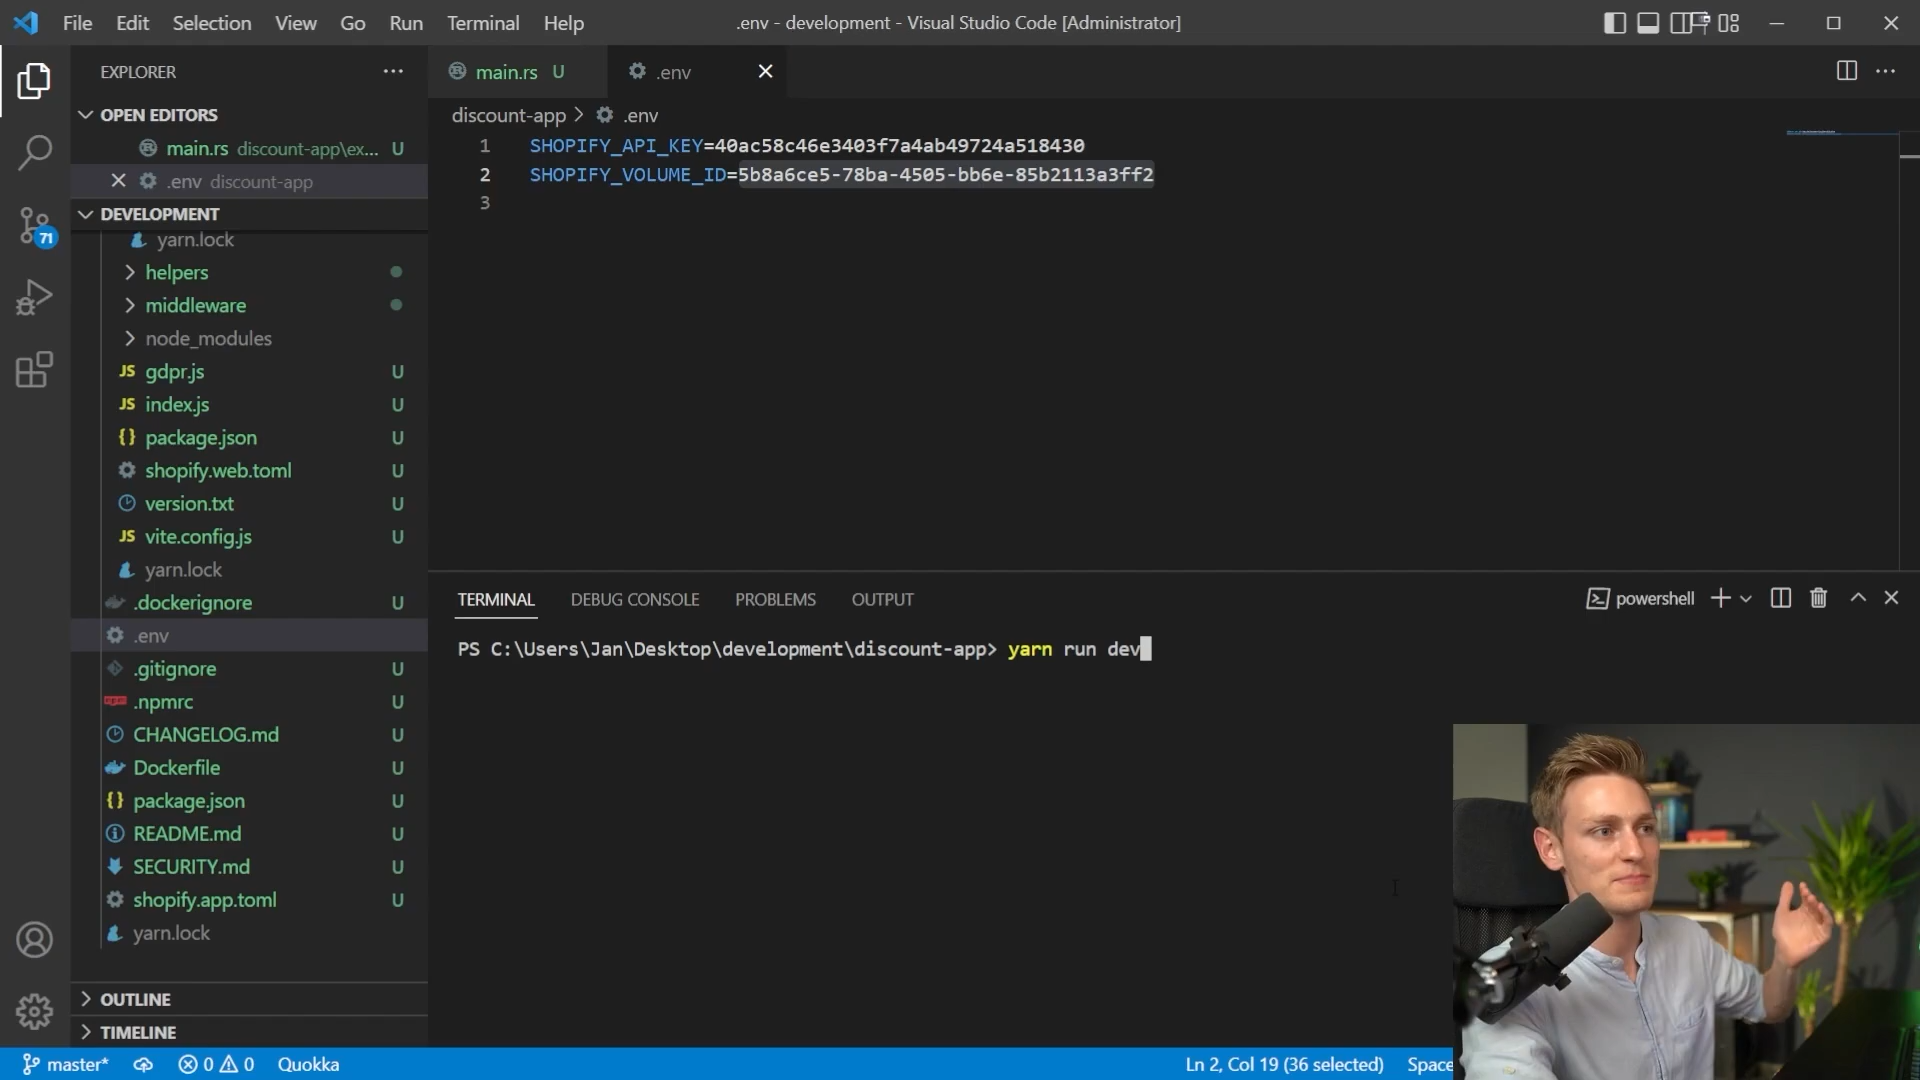 File Edit Selection View Go Run Terminal Help
.env - development - Visual Studio Code [Administrator]
EXPLORER
OPEN EDITORS
main.rs discount-app\ex... U
.env discount-app
DEVELOPMENT
yarn.lock
helpers
middleware
node_modules
gdpr.js U
index.js U
package.json U
shopify.web.toml U
version.txt U
vite.config.js U
yarn.lock
.dockerignore U
.env
.gitignore U
.npmrc U
CHANGELOG.md U
Dockerfile U
package.json U
README.md U
SECURITY.md U
shopify.app.toml U
yarn.lock
OUTLINE
TIMELINE
71
main.rs U
.env
discount-app > .env
1 SHOPIFY_API_KEY=40ac58c46e3403f7a4ab49724a518430
2 SHOPIFY_VOLUME_ID=5b8a6ce5-78ba-4505-bb6e-85b2113a3ff2
3
TERMINAL DEBUG CONSOLE PROBLEMS OUTPUT
powershell
PS C:\Users\Jan\Desktop\development\discount-app> yarn run dev
master* 0 0 Quokka
Ln 2, Col 19 (36 selected) Space